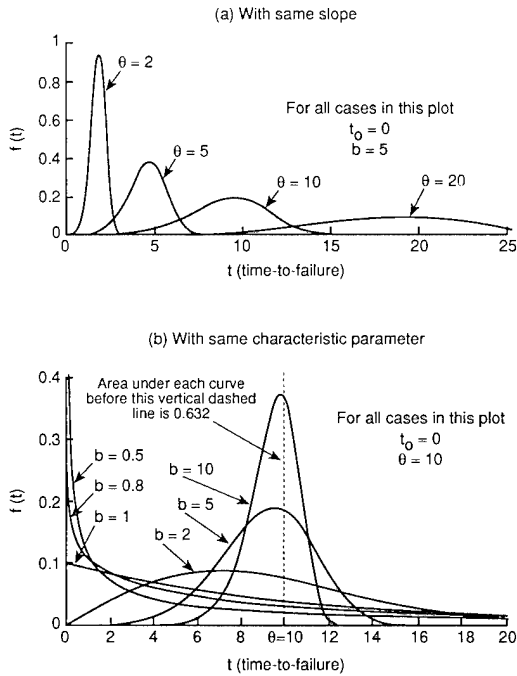 (a) With same slope
1
0.8
0.6
0.4
0.2
0
f (t)
θ = 2
θ = 5
θ = 10
θ = 20
For all cases in this plot
t₀ = 0
b = 5
0
5
10
15
20
25
t (time-to-failure)
(b) With same characteristic parameter
0.4
0.3
0.2
0.1
0
f (t)
Area under each curve
before this vertical dashed
line is 0.632
For all cases in this plot
t₀ = 0
θ = 10
b = 0.5
b = 0.8
b = 1
b = 10
b = 5
b = 2
0
2
4
6
8
θ=10
12
14
16
18
20
t (time-to-failure)